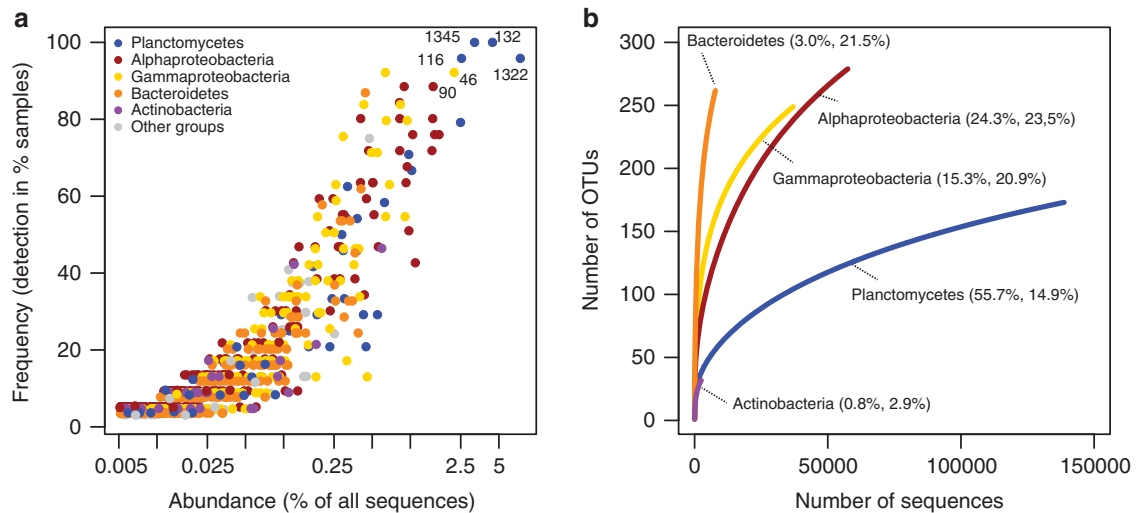 a
Planctomycetes
Alphaproteobacteria
Gammaproteobacteria
Bacteroidetes
Actinobacteria
Other groups
1345
132
116
1322
46
90
100
80
60
40
20
0
0.005
0.025
0.25
2.5
5
Frequency (detection in % samples)
Abundance (% of all sequences)
b
Bacteroidetes (3.0%, 21.5%)
Alphaproteobacteria (24.3%, 23,5%)
Gammaproteobacteria (15.3%, 20.9%)
Planctomycetes (55.7%, 14.9%)
Actinobacteria (0.8%, 2.9%)
300
250
200
150
100
50
0
0
50000
100000
150000
Number of OTUs
Number of sequences